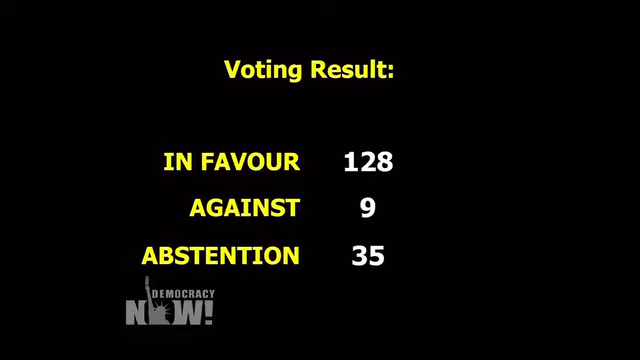 Voting Result:
IN FAVOUR 128
AGAINST 9
ABSTENTION 35
DEMOCRACY
NOW!